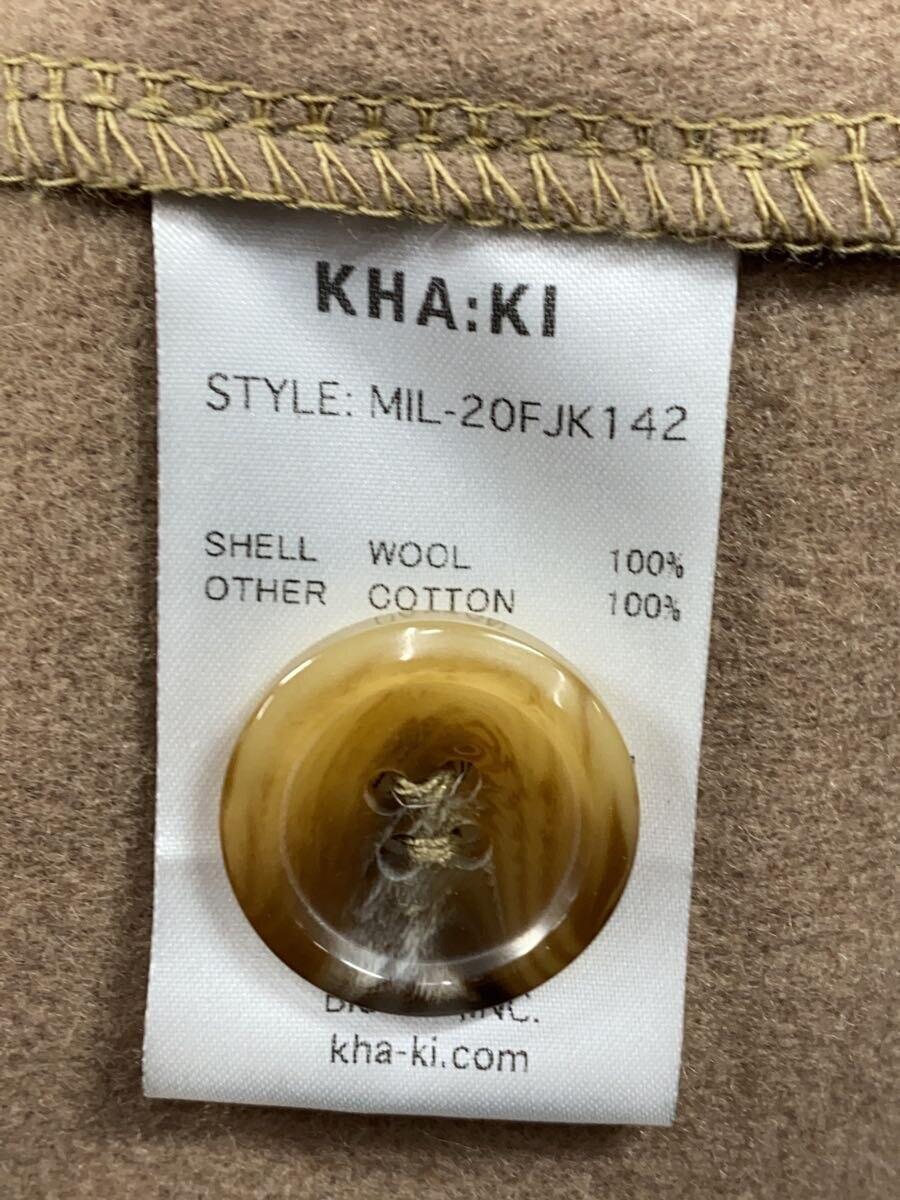 KHA:KI
STYLE: MIL-20FJK142
SHELL WOOL 100%
OTHER COTTON 100%
INC.
kha-ki.com